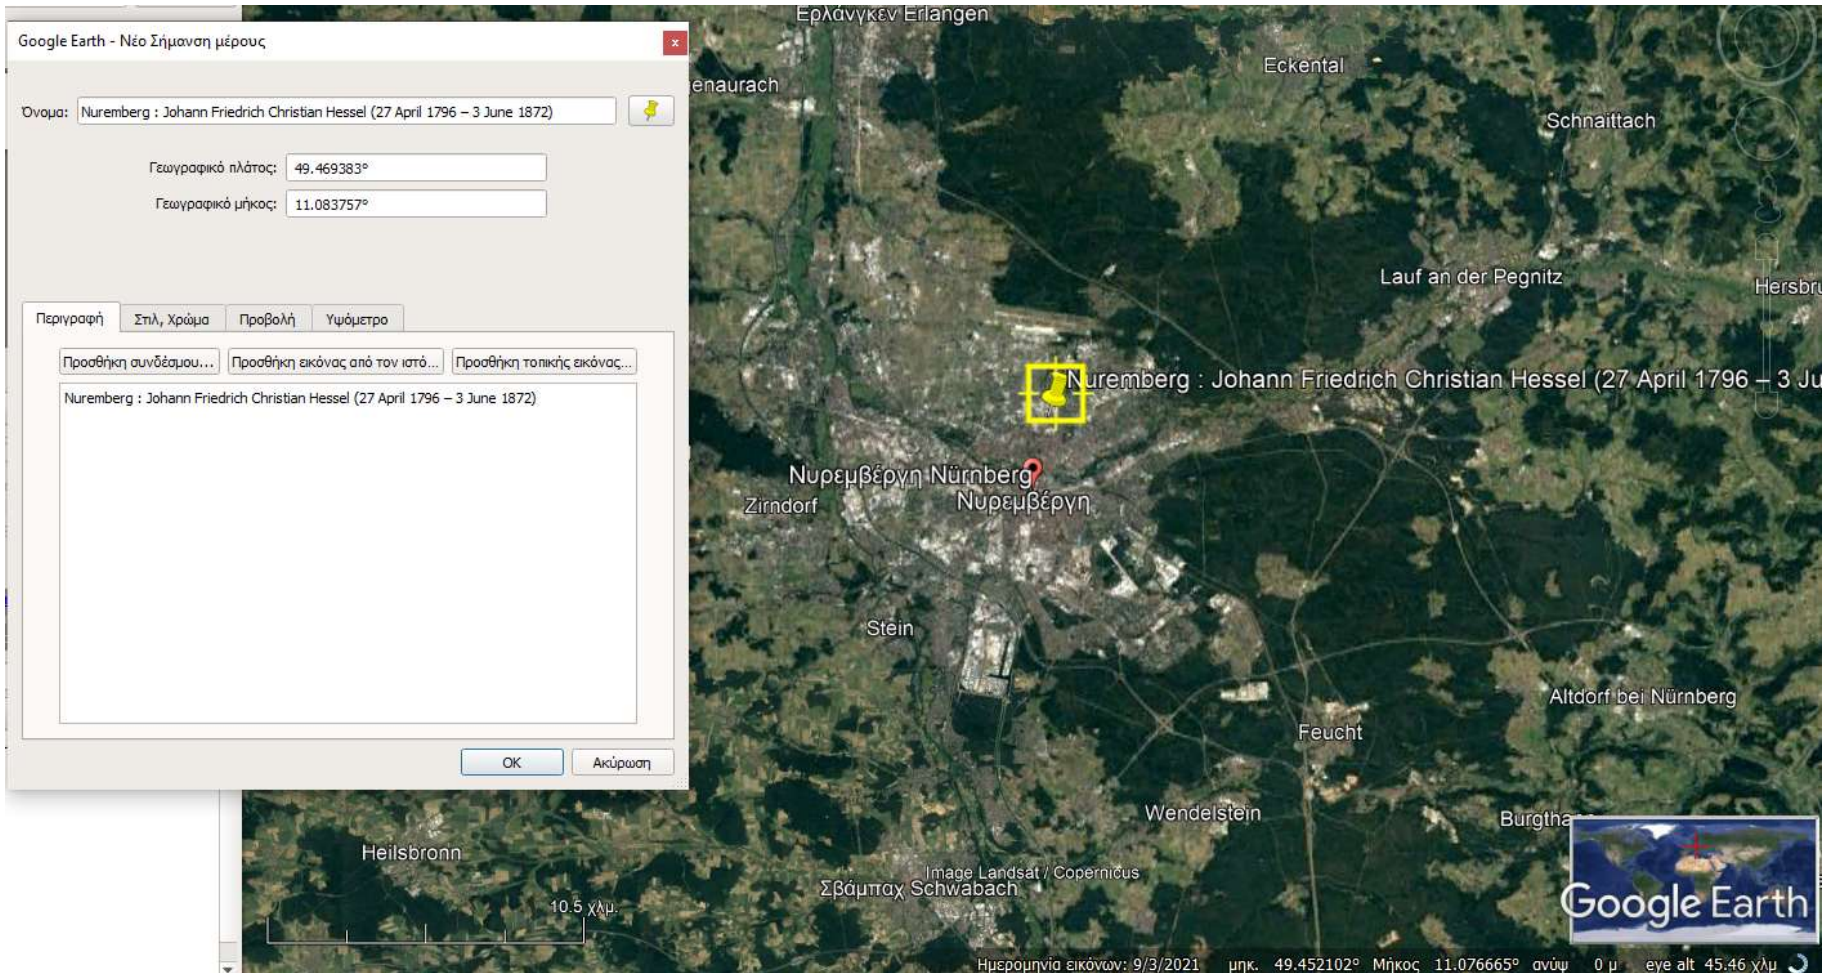 Google Earth - Νέο Σήμανση μέρους
Όνομα: Nuremberg : Johann Friedrich Christian Hessel (27 April 1796 – 3 June 1872)
Γεωγραφικό πλάτος: 49.469383°
Γεωγραφικό μήκος: 11.083757°
Περιγραφή Στιλ, Χρώμα Προβολή Υψόμετρο
Προσθήκη συνδέσμου... Προσθήκη εικόνας από τον ιστό... Προσθήκη τοπικής εικόνας...
Nuremberg : Johann Friedrich Christian Hessel (27 April 1796 – 3 June 1872)
OK Ακύρωση
Ερλάνγκεν Erlangen
Eckental
enaurach
Schnaittach
Lauf an der Pegnitz
Hersbru
Nuremberg : Johann Friedrich Christian Hessel (27 April 1796 – 3 Ju
Νυρεμβέργη Nürnberg
Νυρεμβέργη
Zirndorf
Stein
Altdorf bei Nürnberg
Feucht
Wendelstein
Burgtha
Heilsbronn
Image Landsat / Copernicus
Σβάμπαχ Schwabach
10.5 χλμ.
Google Earth
Ημερομηνία εικόνων: 9/3/2021 μηκ. 49.452102° Μήκος 11.076665° ανύψ 0 μ eye alt 45.46 χλμ